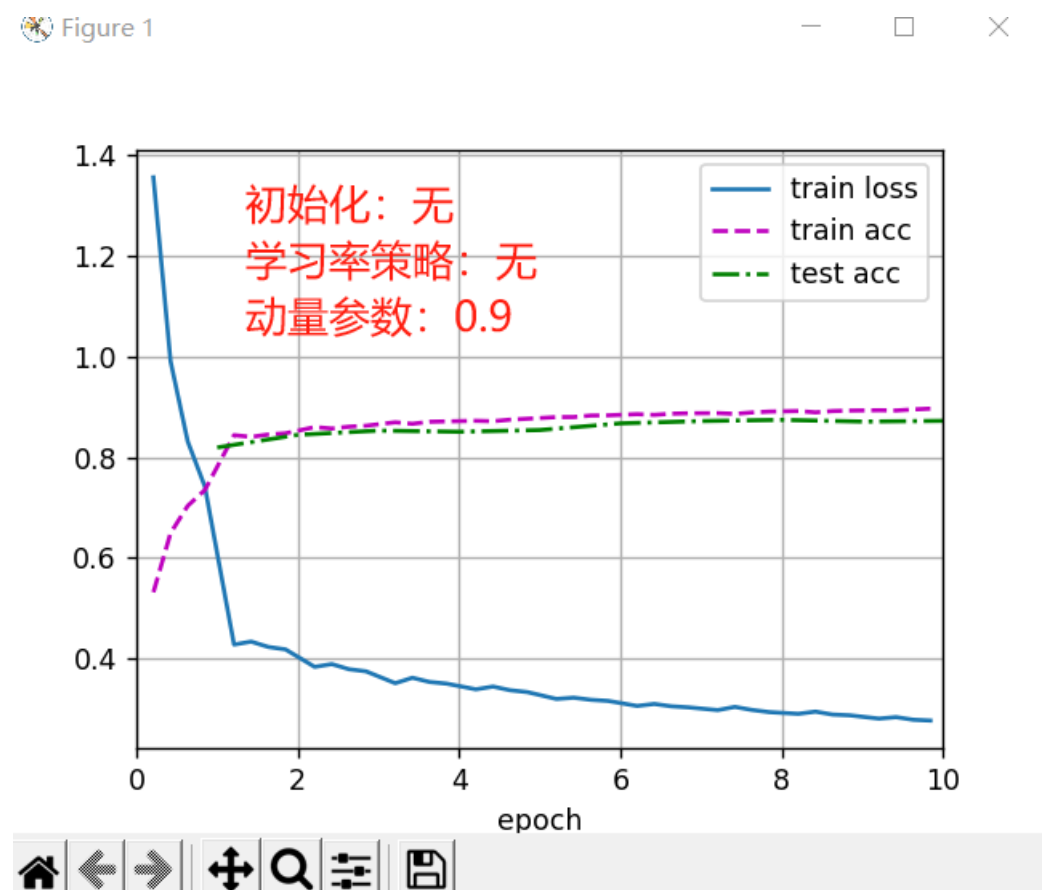 Figure 1
1.4
1.2
1.0
0.8
0.6
0.4
初始化：无
学习率策略：无
动量参数：0.9
train loss
train acc
test acc
0 2 4 6 8 10
epoch